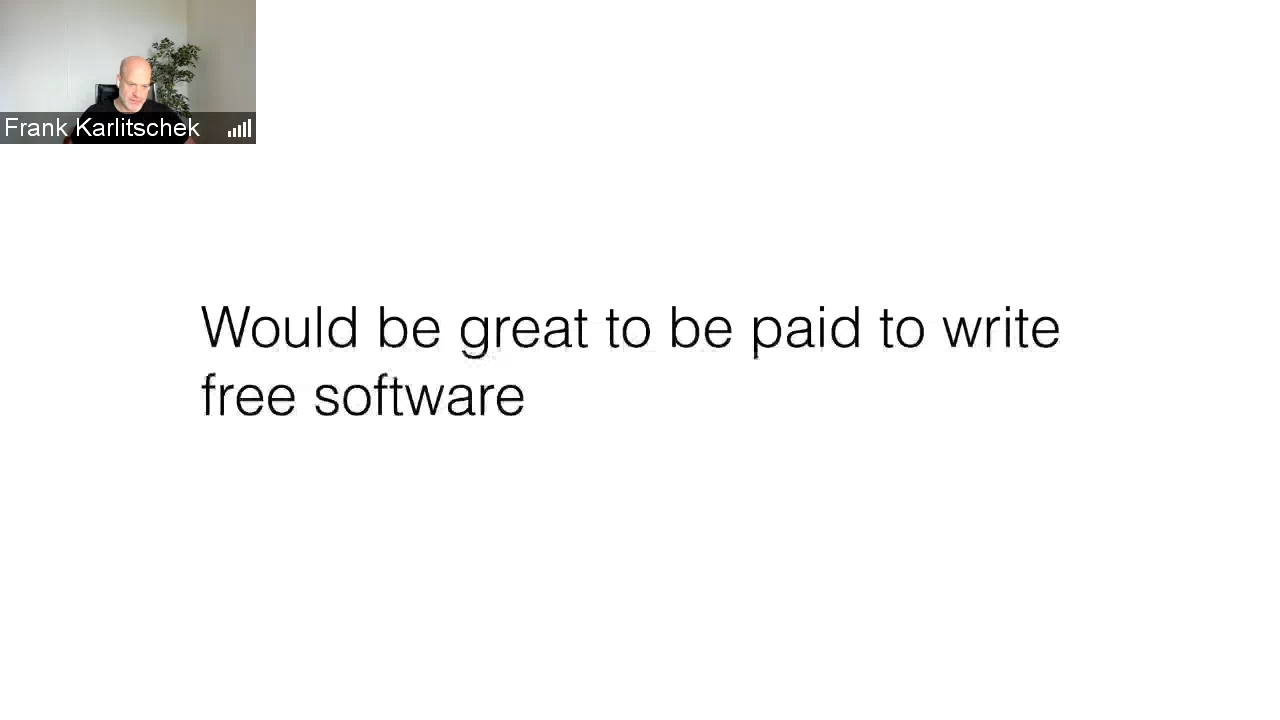 Frank Karlitschek
Would be great to be paid to write
free software